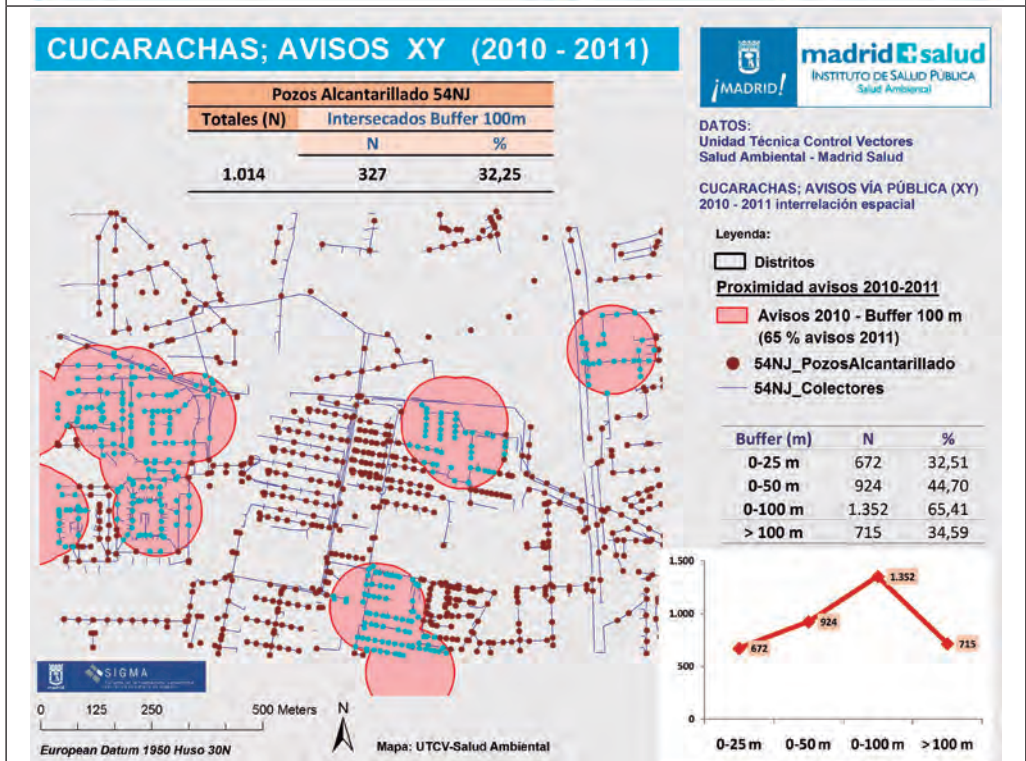 CUCARACHAS; AVISOS XY (2010 - 2011)
Pozos Alcantarillado 54NJ
Totales (N) Intersecados Buffer 100m
N %
1.014 327 32,25
¡MADRID!
madrid salud
INSTITUTO DE SALUD PÚBLICA
Salud Ambiental
DATOS:
Unidad Técnica Control Vectores
Salud Ambiental - Madrid Salud
CUCARACHAS; AVISOS VÍA PÚBLICA (XY)
2010 - 2011 interrelación espacial
Leyenda:
Distritos
Proximidad avisos 2010-2011
Avisos 2010 - Buffer 100 m
(65 % avisos 2011)
54NJ_PozosAlcantarillado
54NJ_Colectores
Buffer (m) N %
0-25 m 672 32,51
0-50 m 924 44,70
0-100 m 1.352 65,41
> 100 m 715 34,59
1.500
1.000
500
0
672
924
1.352
715
0-25 m 0-50 m 0-100 m > 100 m
madrid
SIGMA
0 125 250 500 Meters
N
European Datum 1950 Huso 30N
Mapa: UTCV-Salud Ambiental